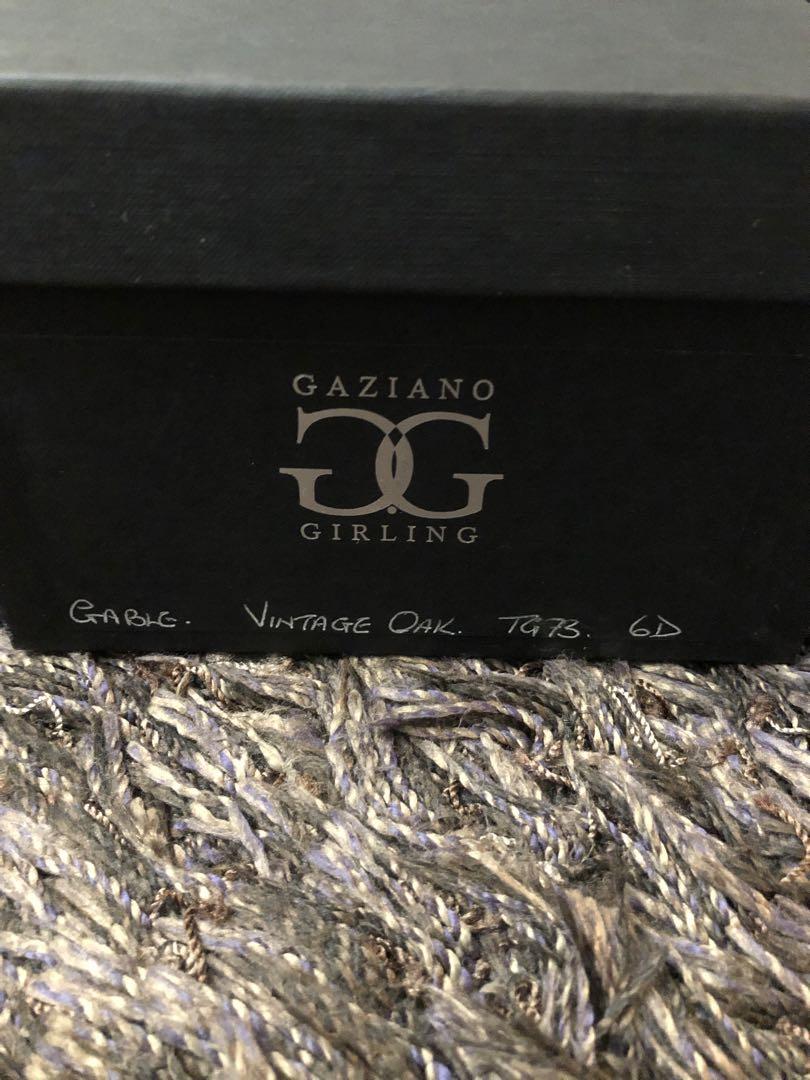 GAZIANO
GG
GIRLING
GABLE. VINTAGE OAK. TG73. 6D